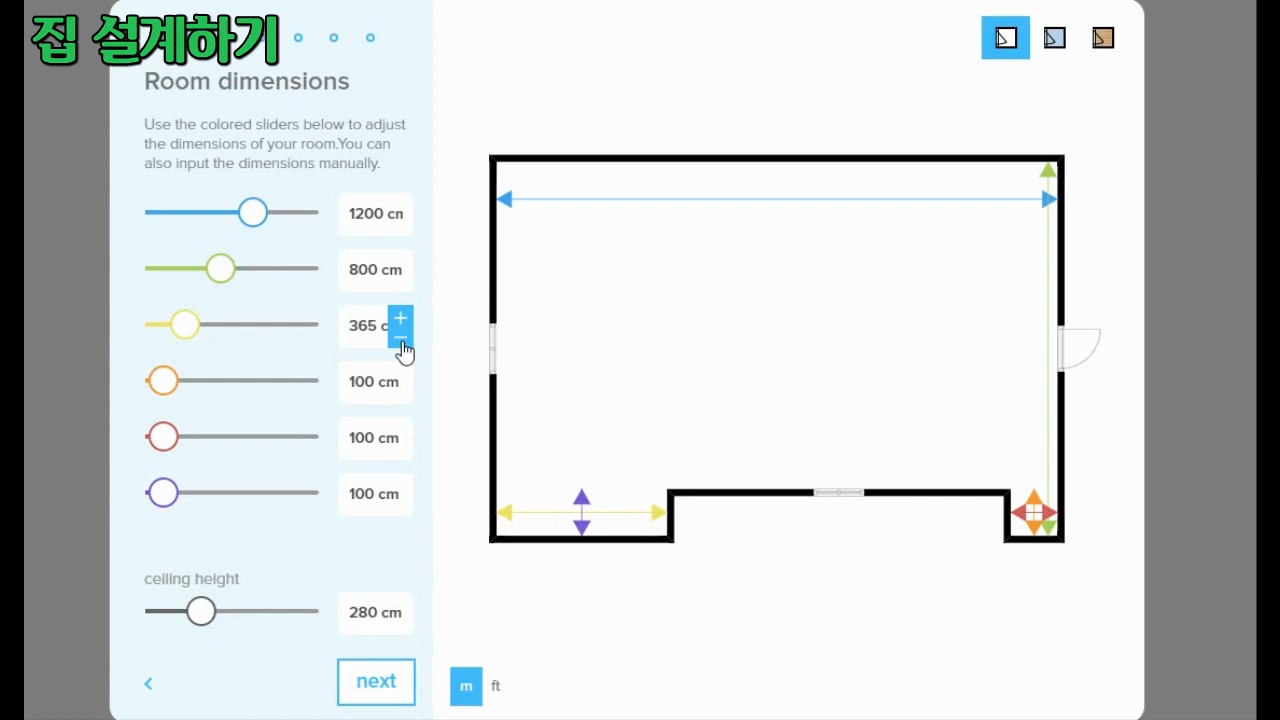 집 설계하기
Room dimensions
Use the colored sliders below to adjust
the dimensions of your room.You can
also input the dimensions manually.
1200 cm
800 cm
365 c
100 cm
100 cm
100 cm
ceiling height
280 cm
next
m ft